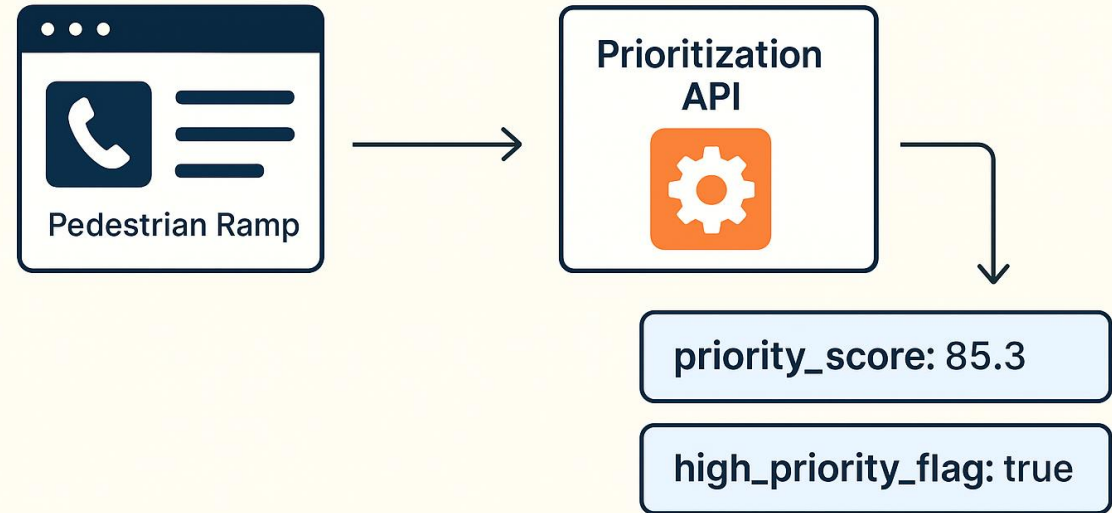 Pedestrian Ramp
Prioritization
API
priority_score: 85.3
high_priority_flag: true